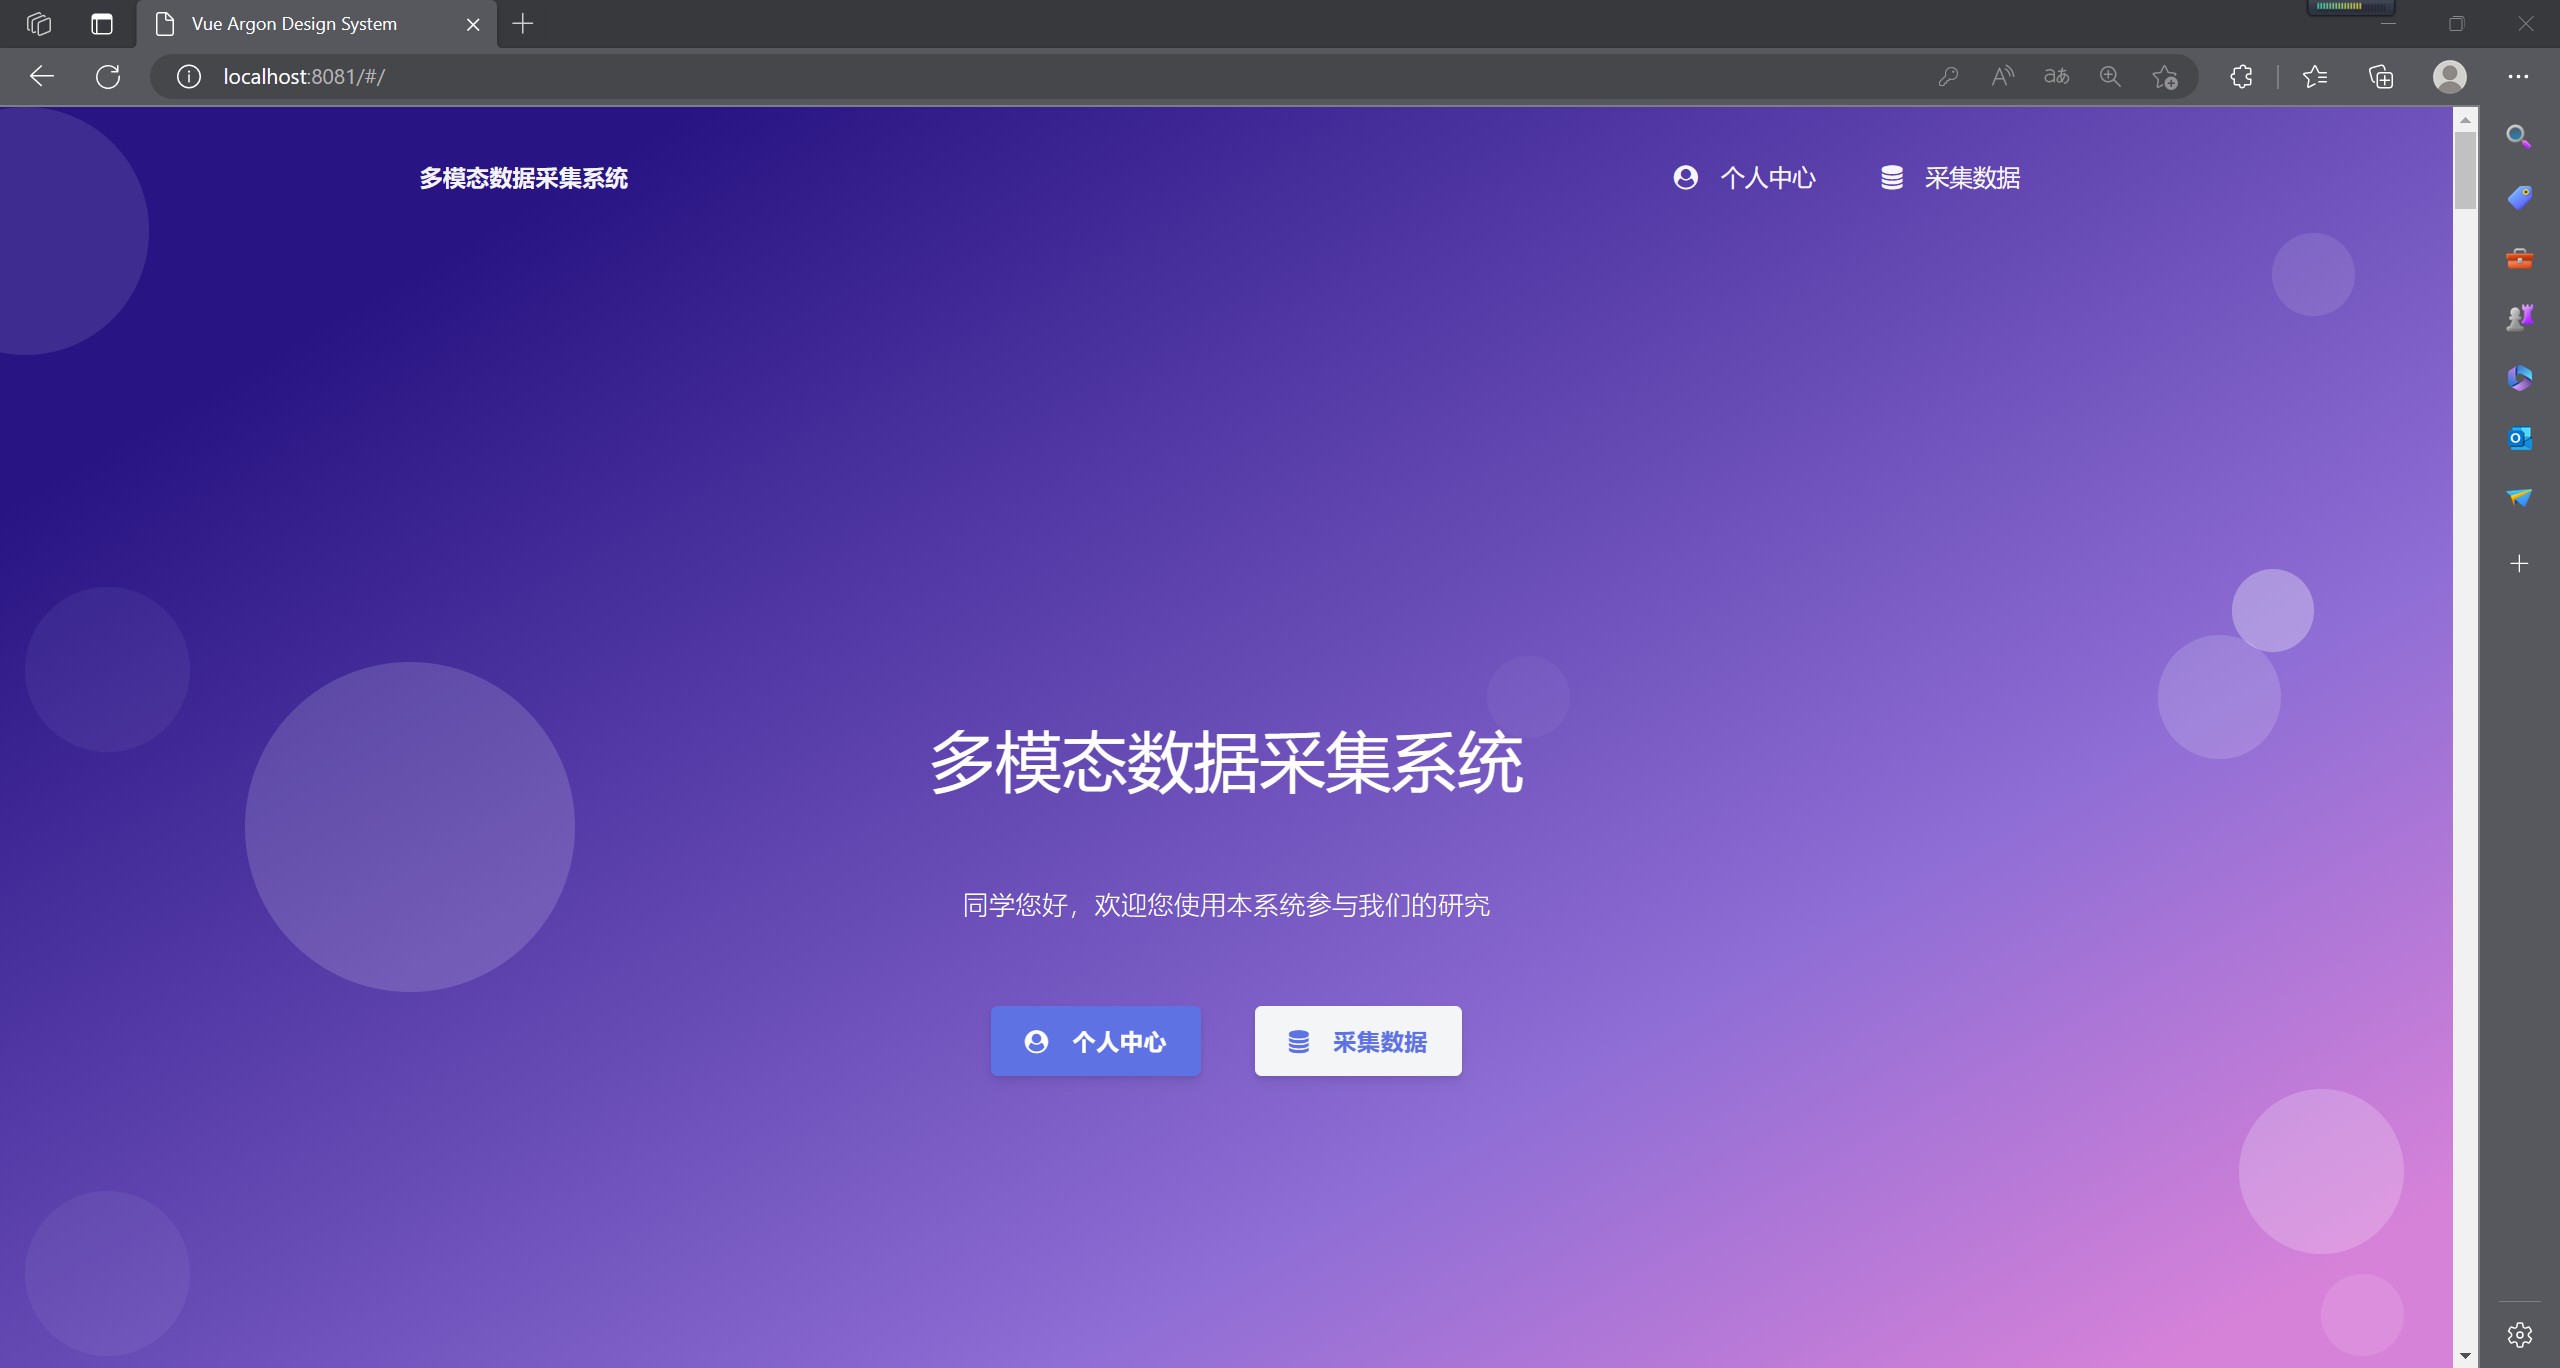 Vue Argon Design System
localhost:8081/#/
多模态数据采集系统
个人中心
采集数据
多模态数据采集系统
同学您好，欢迎您使用本系统参与我们的研究
个人中心
采集数据